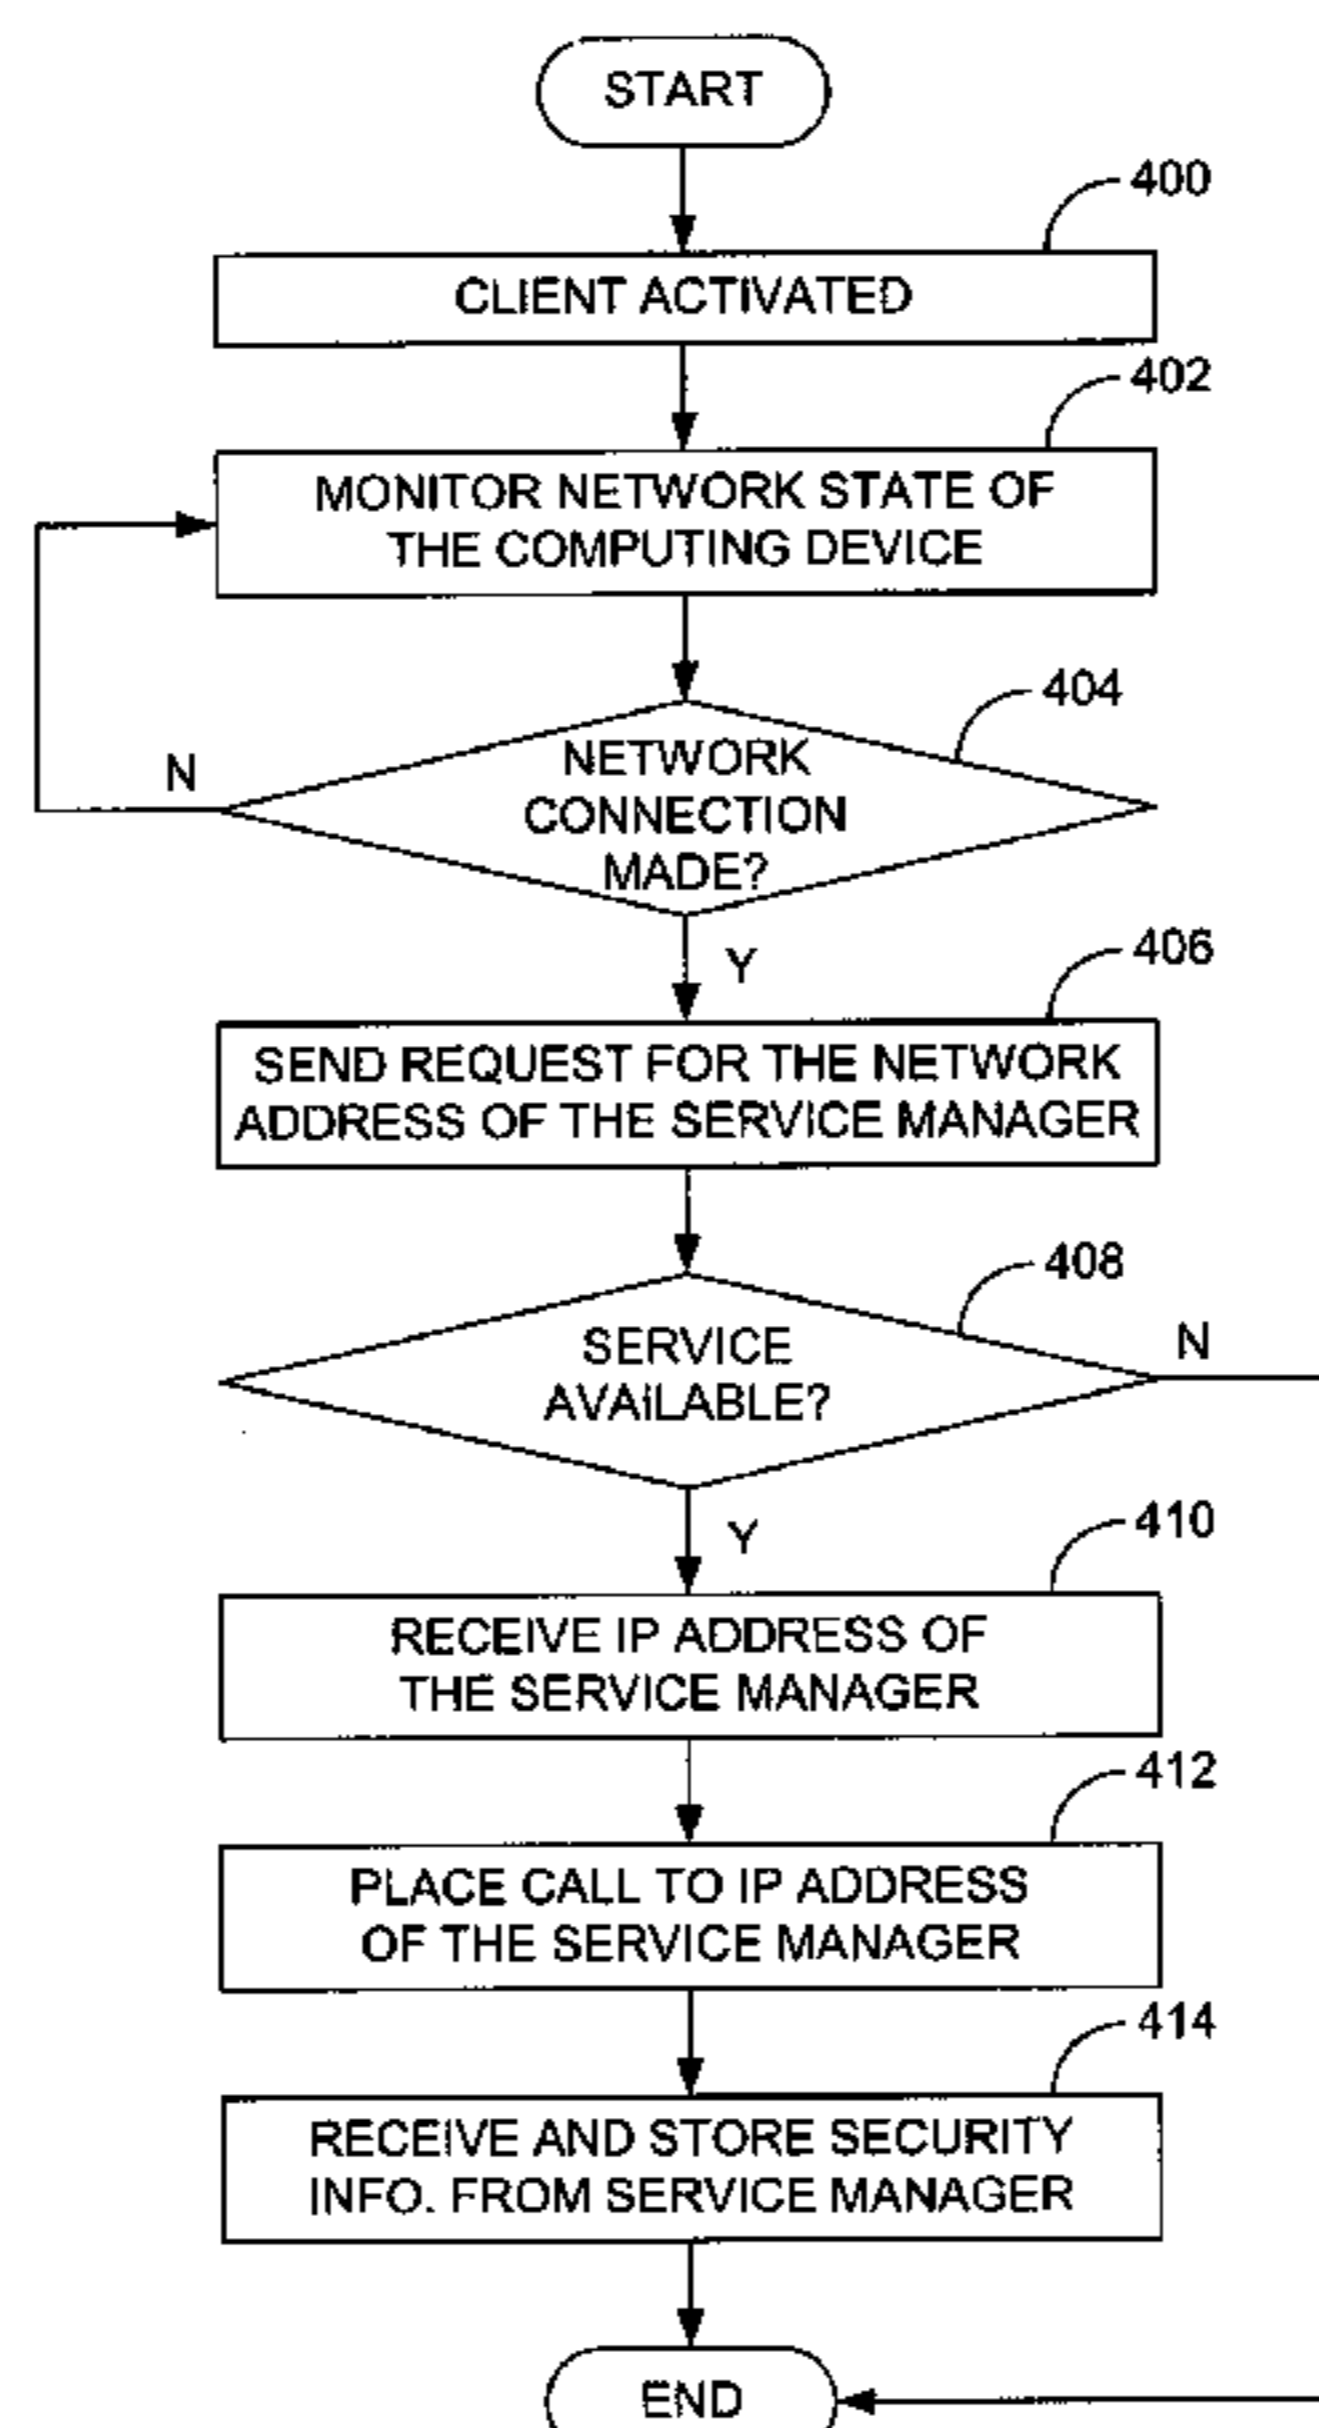 START
400
CLIENT ACTIVATED
402
MONITOR NETWORK STATE OF
THE COMPUTING DEVICE
404
NETWORK
CONNECTION
MADE?
N
Y
406
SEND REQUEST FOR THE NETWORK
ADDRESS OF THE SERVICE MANAGER
408
SERVICE
AVAILABLE?
N
Y
410
RECEIVE IP ADDRESS OF
THE SERVICE MANAGER
412
PLACE CALL TO IP ADDRESS
OF THE SERVICE MANAGER
414
RECEIVE AND STORE SECURITY
INFO. FROM SERVICE MANAGER
END